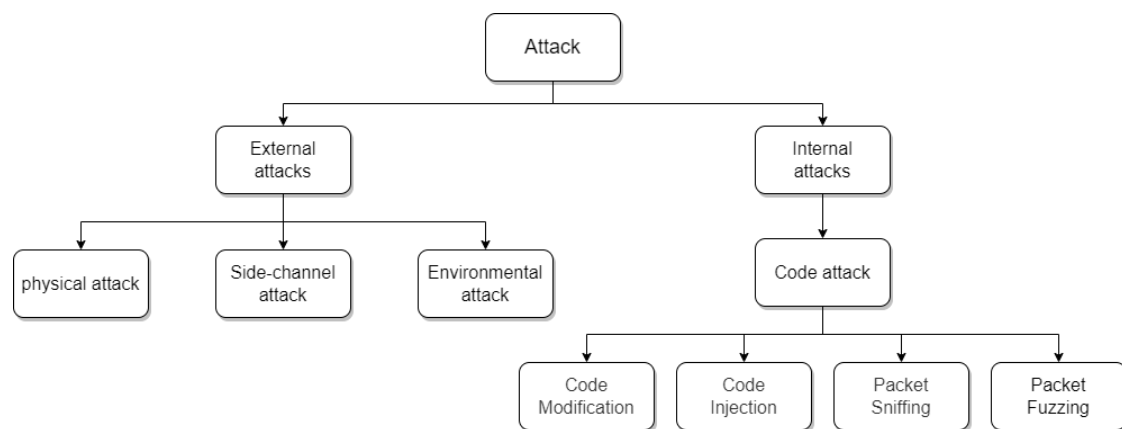 Attack
External
attacks
Internal
attacks
physical attack
Side-channel
attack
Environmental
attack
Code attack
Code
Modification
Code
Injection
Packet
Sniffing
Packet
Fuzzing